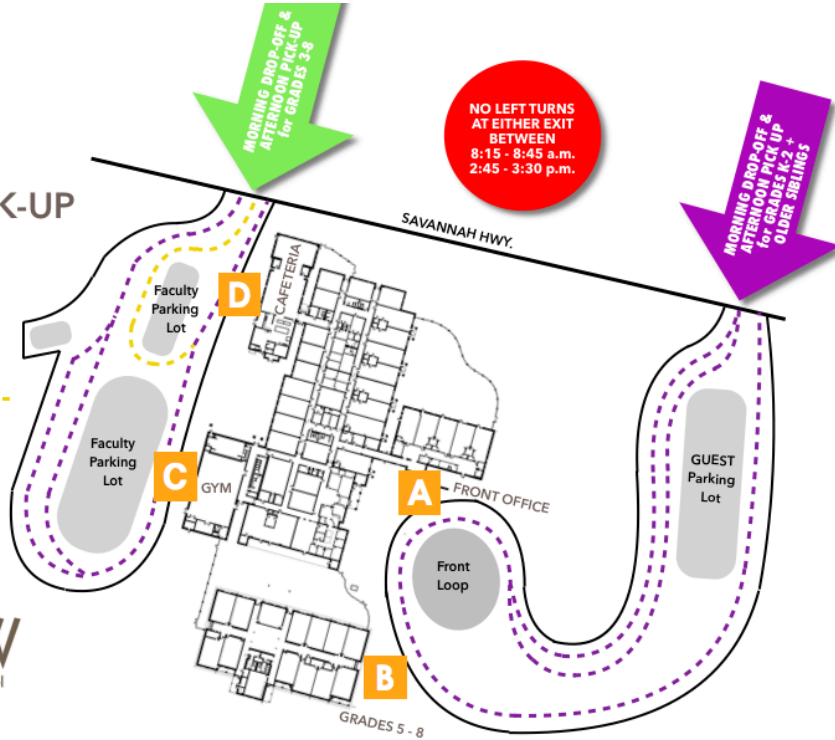 MORNING DROP-OFF &
AFTERNOON PICK-UP
for GRADES 3-8
NO LEFT TURNS
AT EITHER EXIT
BETWEEN
8:15 - 8:45 a.m.
2:45 - 3:30 p.m.
MORNING DROP-OFF &
AFTERNOON PICK UP
for GRADES K-2 +
OLDER SIBLINGS
K-UP
SAVANNAH HWY.
CAFETERIA
D
Faculty
Parking
Lot
Faculty
Parking
Lot
C
GYM
A
FRONT OFFICE
GUEST
Parking
Lot
Front
Loop
B
GRADES 5 - 8